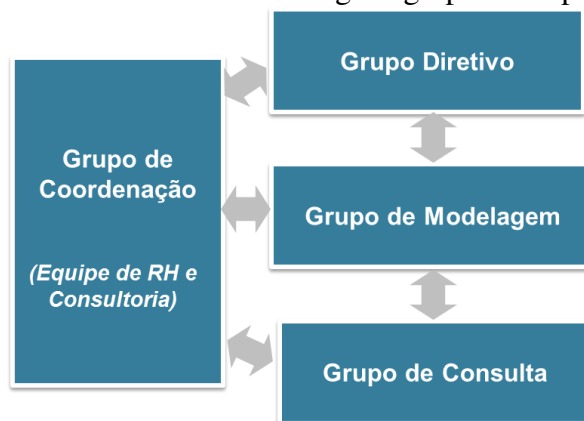 Grupo Diretivo
Grupo de
Coordenação
(Equipe de RH e
Consultoria)
Grupo de Modelagem
Grupo de Consulta